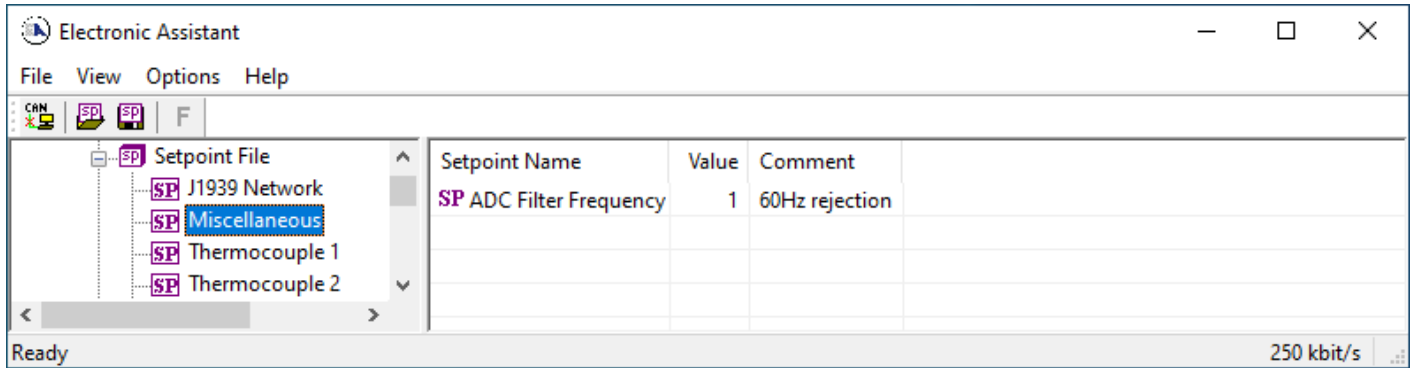 Electronic Assistant
File View Options Help
CAN SP SP F
Setpoint File
SP J1939 Network
SP Miscellaneous
SP Thermocouple 1
SP Thermocouple 2
Setpoint Name Value Comment
SP ADC Filter Frequency 1 60Hz rejection
Ready 250 kbit/s